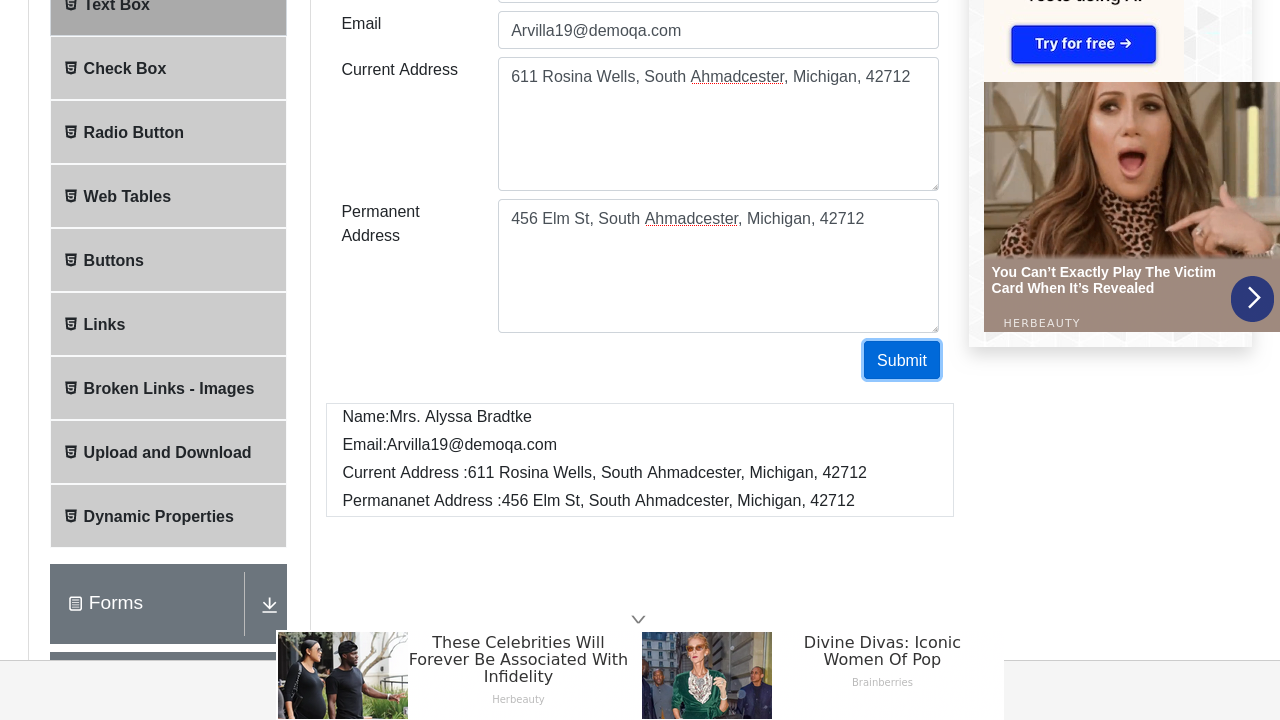 Text Box
Check Box
Radio Button
Web Tables
Buttons
Links
Broken Links - Images
Upload and Download
Dynamic Properties
Forms
Email
Arvilla19@demoqa.com
Current Address
611 Rosina Wells, South Ahmadcester, Michigan, 42712
Permanent
Address
456 Elm St, South Ahmadcester, Michigan, 42712
Submit
Name:Mrs. Alyssa Bradtke
Email:Arvilla19@demoqa.com
Current Address :611 Rosina Wells, South Ahmadcester, Michigan, 42712
Permananet Address :456 Elm St, South Ahmadcester, Michigan, 42712
Try for free →
You Can’t Exactly Play The Victim
Card When It’s Revealed
HERBEAUTY
These Celebrities Will
Forever Be Associated With
Infidelity
Herbeauty
Divine Divas: Iconic
Women Of Pop
Brainberries